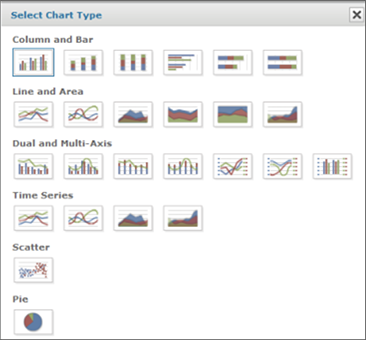 Select Chart Type
Column and Bar
Line and Area
Dual and Multi-Axis
Time Series
Scatter
Pie